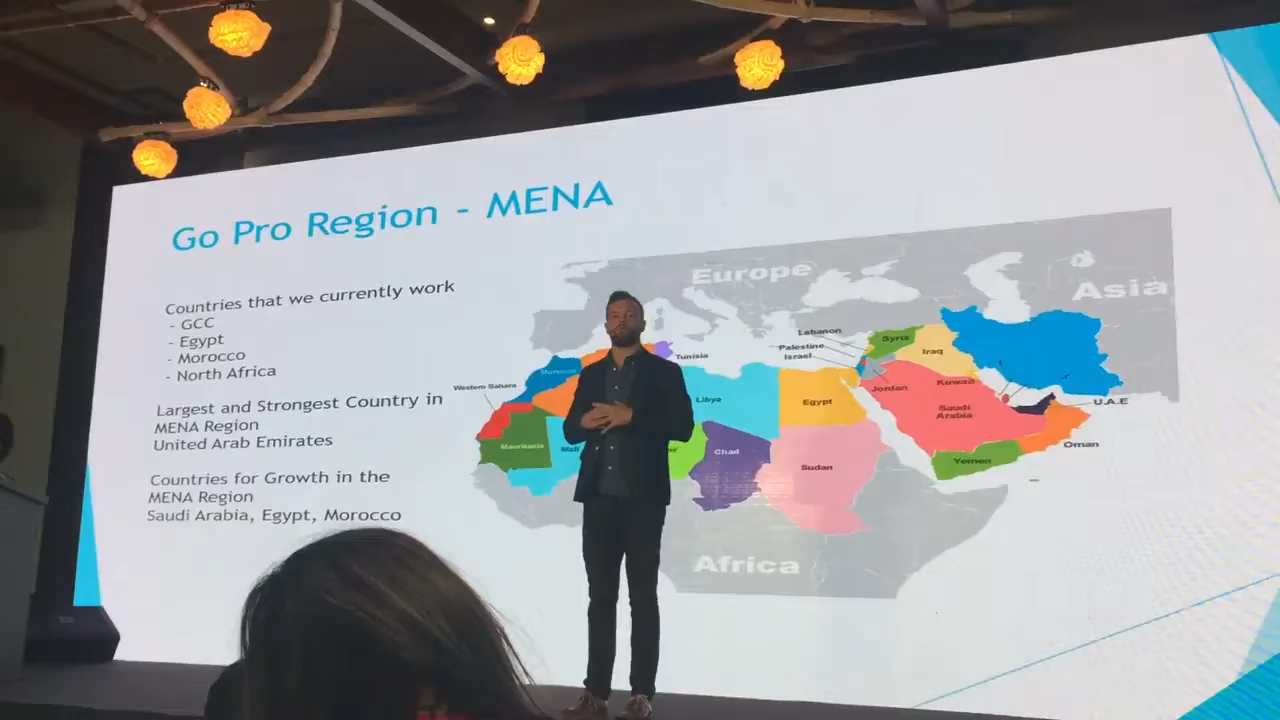 Go Pro Region - MENA
Countries that we currently work
- GCC
- Egypt
- Morocco
- North Africa
Largest and Strongest Country in
MENA Region
United Arab Emirates
Countries for Growth in the
MENA Region
Saudi Arabia, Egypt, Morocco
Europe
Asia
Lebanon
Palestine
Israel
Syria
Iraq
Tunisia
Morocco
Western Sahara
Jordan
Kuwait
Libya
Egypt
Saudi
Arabia
U.A.E
Oman
Mauritania
Mali
Chad
Sudan
Yemen
Africa